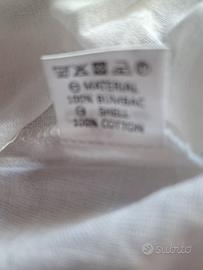 MATERIAL
100%
SHELL
100% COTTON
subito